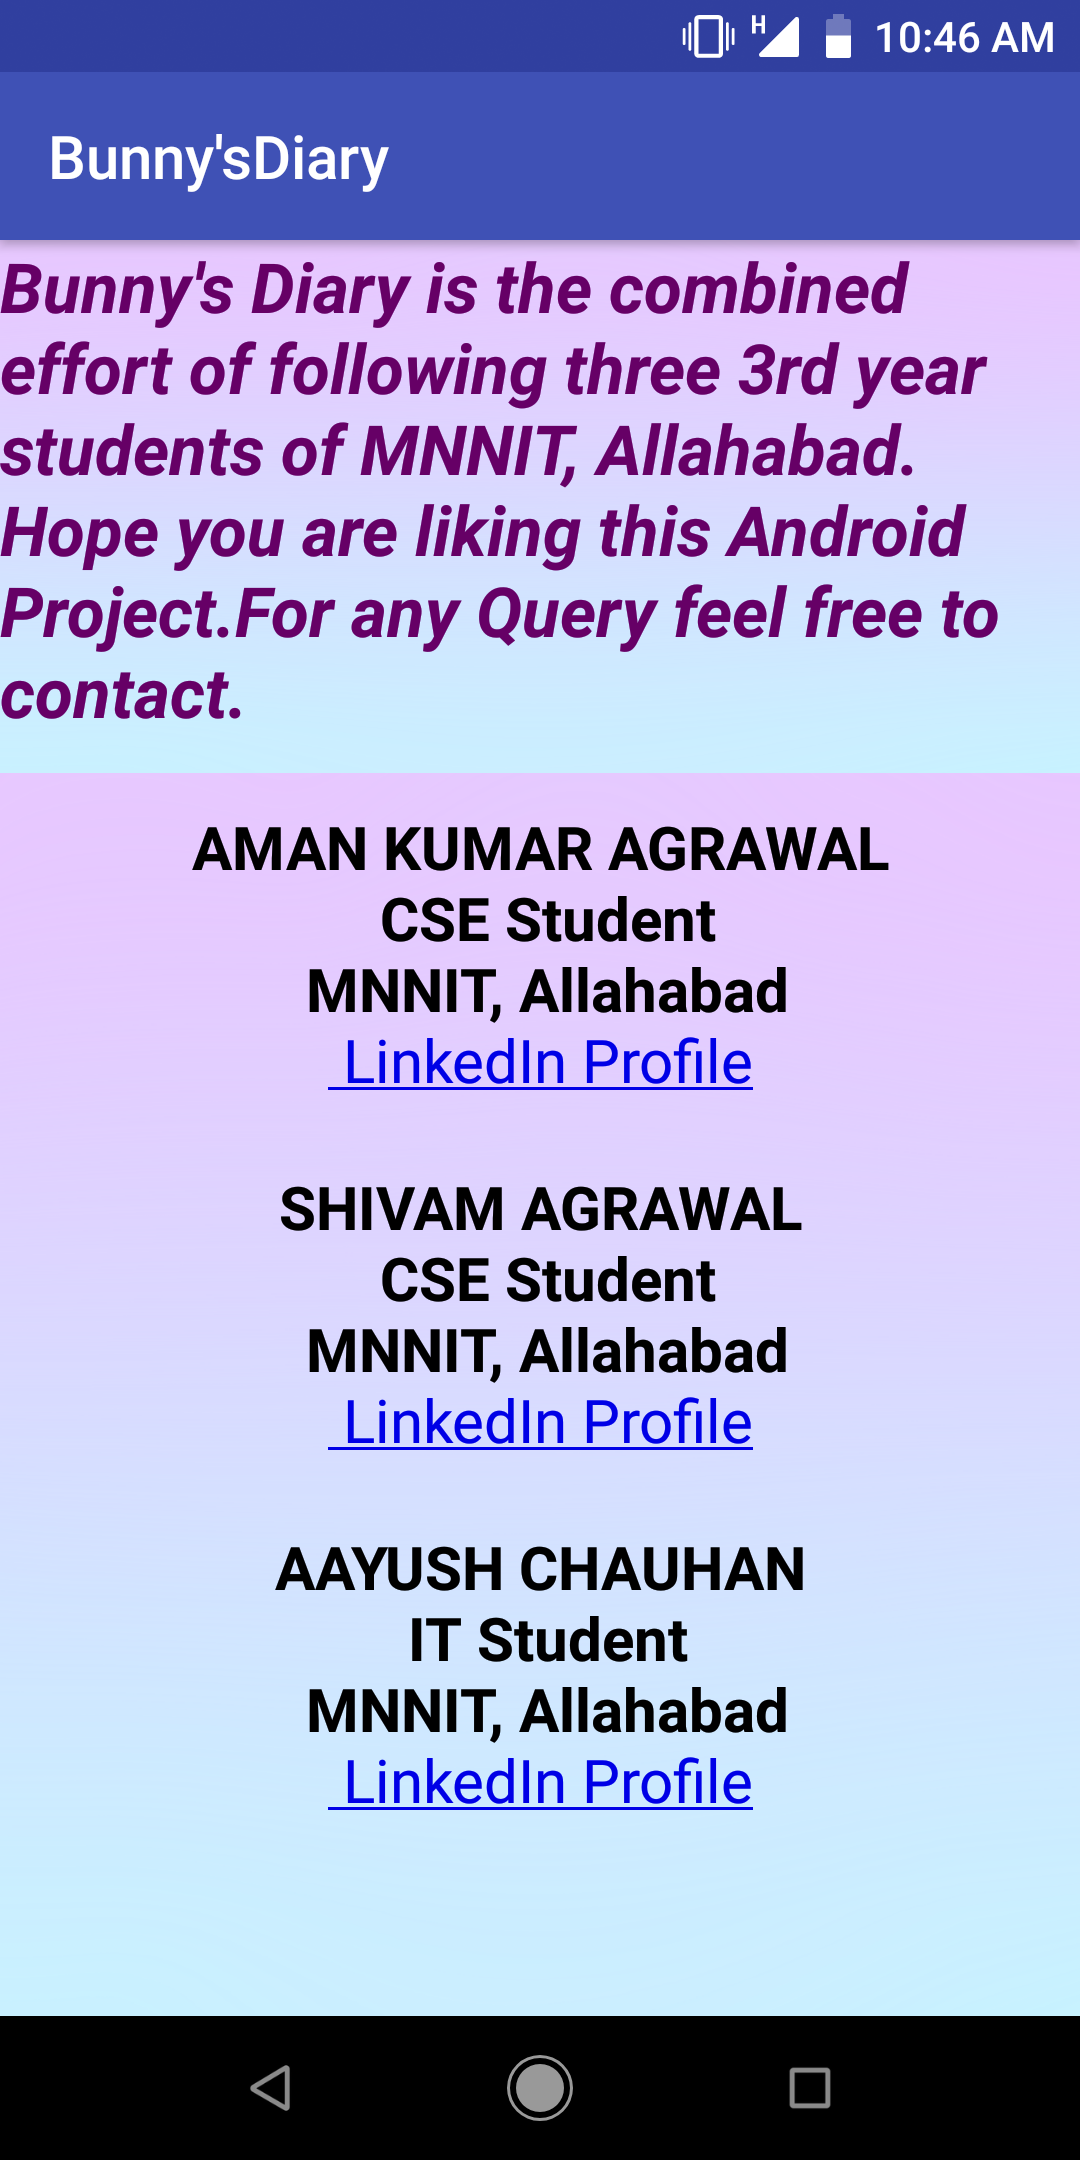 H 10:46 AM
Bunny'sDiary
Bunny's Diary is the combined
effort of following three 3rd year
students of MNNIT, Allahabad.
Hope you are liking this Android
Project.For any Query feel free to
contact.
AMAN KUMAR AGRAWAL
CSE Student
MNNIT, Allahabad
LinkedIn Profile
SHIVAM AGRAWAL
CSE Student
MNNIT, Allahabad
LinkedIn Profile
AAYUSH CHAUHAN
IT Student
MNNIT, Allahabad
LinkedIn Profile